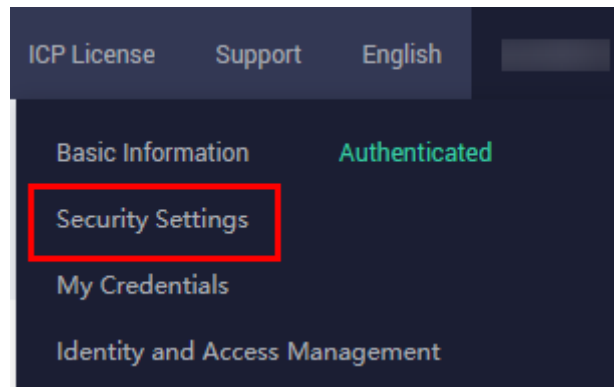 ICP License Support English
Basic Information Authenticated
Security Settings
My Credentials
Identity and Access Management